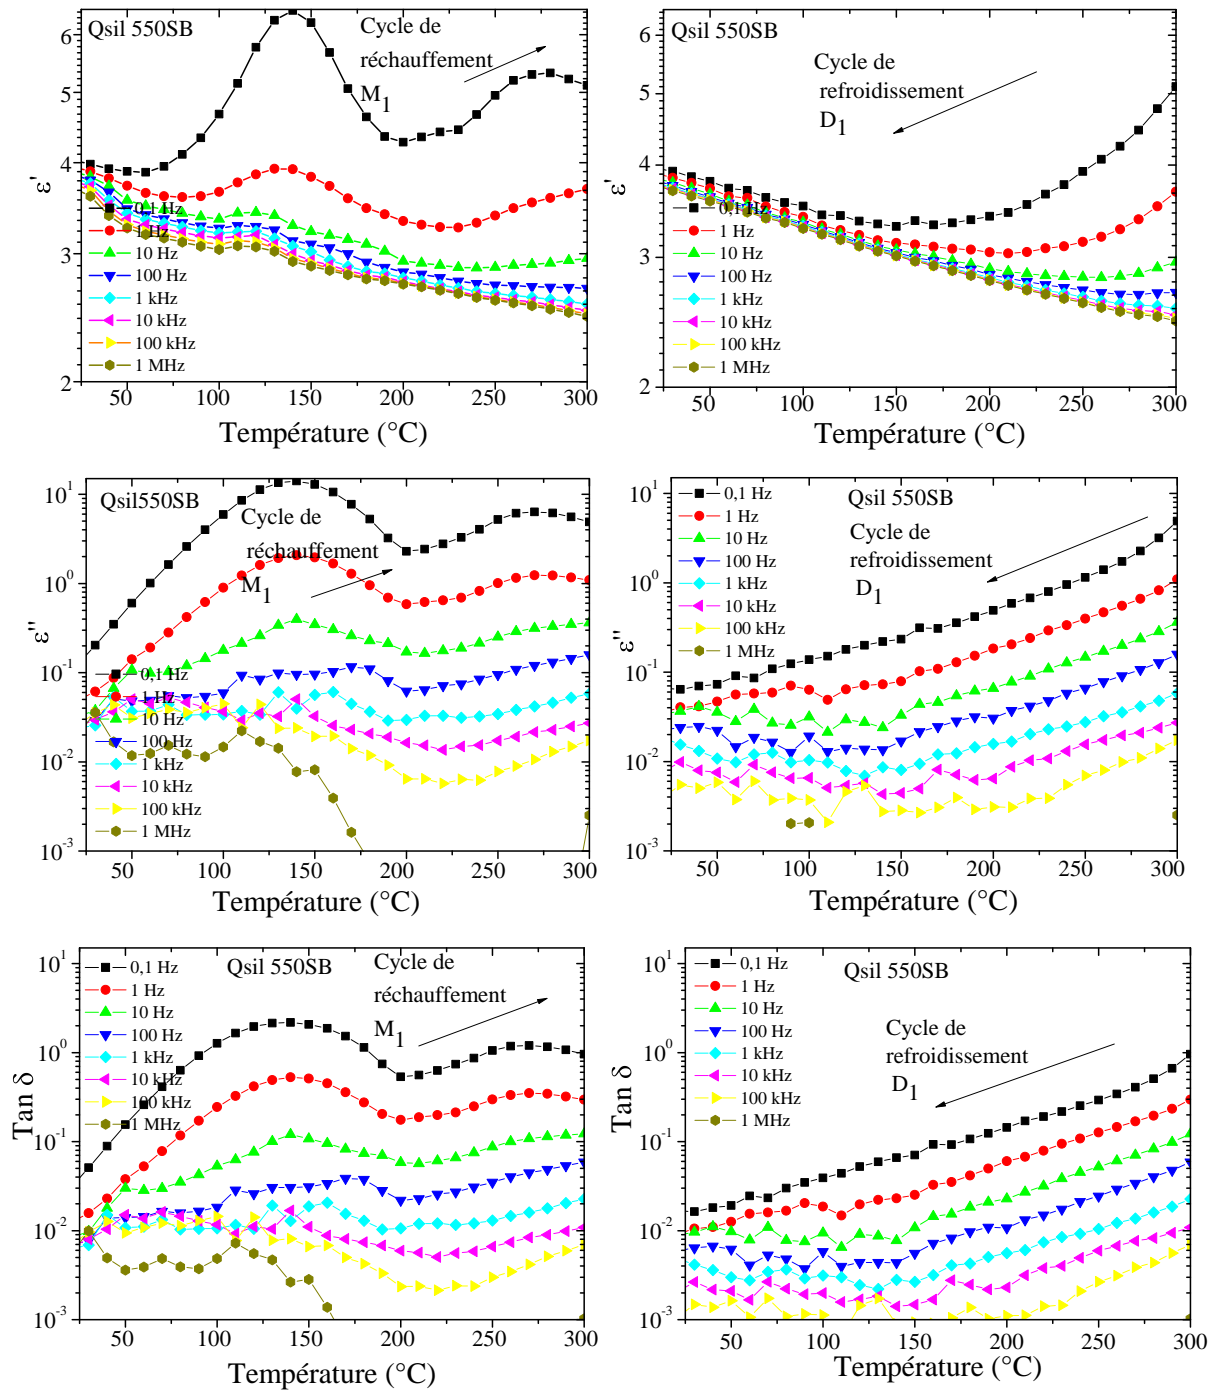 Qsil 550SB
Cycle de
réchauffement
M1
ε'
6
5
4
3
2
0,1 Hz
1 Hz
10 Hz
100 Hz
1 kHz
10 kHz
100 kHz
1 MHz
50 100 150 200 250 300
Température (°C)
Qsil 550SB
Cycle de
refroidissement
D1
ε'
6
5
4
3
2
0,1 Hz
1 Hz
10 Hz
100 Hz
1 kHz
10 kHz
100 kHz
1 MHz
50 100 150 200 250 300
Température (°C)
Qsil550SB
Cycle de
réchauffement
M1
ε''
10^1
10^0
10^-1
10^-2
10^-3
0,1 Hz
1 Hz
10 Hz
100 Hz
1 kHz
10 kHz
100 kHz
1 MHz
50 100 150 200 250 300
Température (°C)
Qsil 550SB
Cycle de
refroidissement
D1
ε''
10^1
10^0
10^-1
10^-2
10^-3
0,1 Hz
1 Hz
10 Hz
100 Hz
1 kHz
10 kHz
100 kHz
1 MHz
50 100 150 200 250 300
Température (°C)
Qsil 550SB
Cycle de
réchauffement
M1
Tan δ
10^1
10^0
10^-1
10^-2
10^-3
0,1 Hz
1 Hz
10 Hz
100 Hz
1 kHz
10 kHz
100 kHz
1 MHz
50 100 150 200 250 300
Température (°C)
Qsil 550SB
Cycle de
refroidissement
D1
Tan δ
10^1
10^0
10^-1
10^-2
10^-3
0,1 Hz
1 Hz
10 Hz
100 Hz
1 kHz
10 kHz
100 kHz
1 MHz
50 100 150 200 250 300
Température (°C)